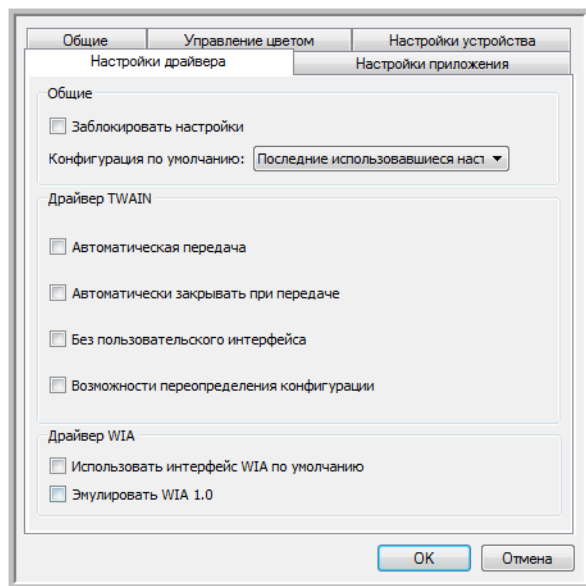 Общие Управление цветом Настройки устройства
Настройки драйвера Настройки приложения
Общие
Заблокировать настройки
Конфигурация по умолчанию: Последние использовавшиеся наст
Драйвер TWAIN
Автоматическая передача
Автоматически закрывать при передаче
Без пользовательского интерфейса
Возможности переопределения конфигурации
Драйвер WIA
Использовать интерфейс WIA по умолчанию
Эмулировать WIA 1.0
OK Отмена